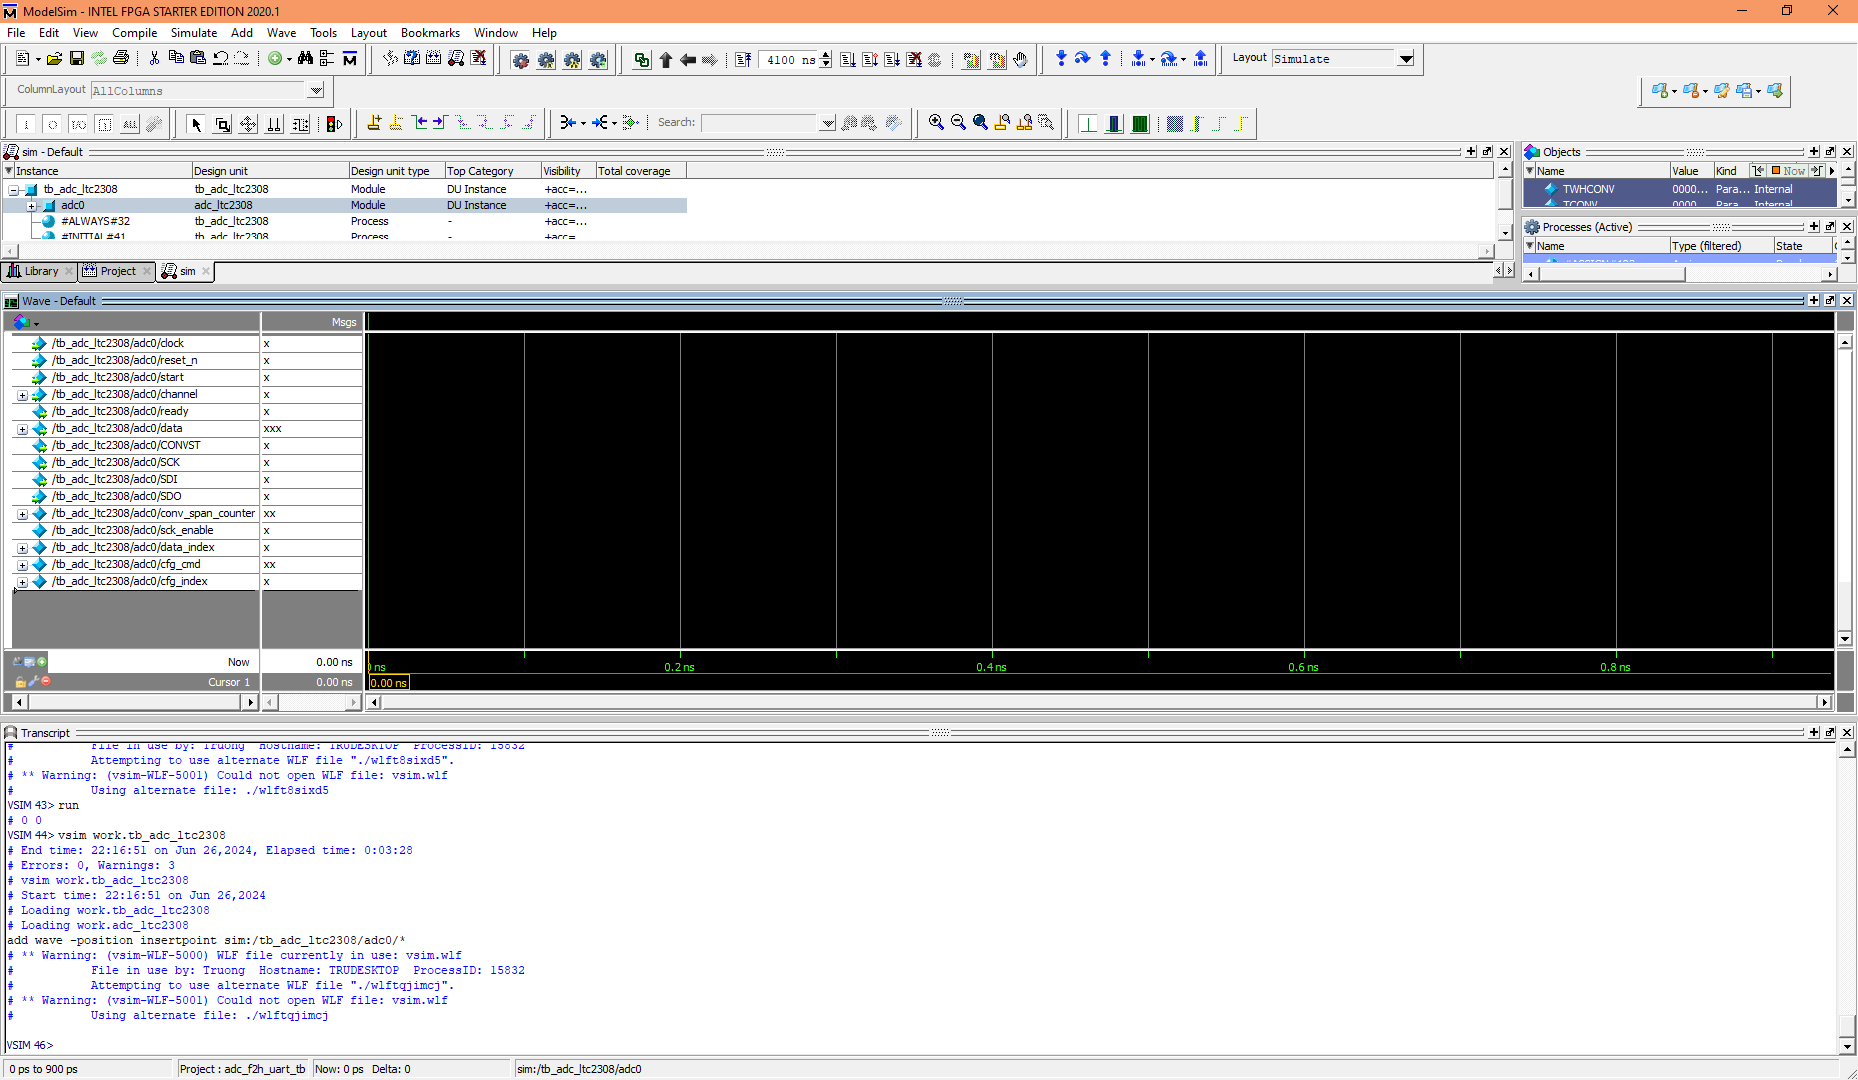 ModelSim - INTEL FPGA STARTER EDITION 2020.1
File Edit View Compile Simulate Add Wave Tools Layout Bookmarks Window Help
4100 ns
Layout Simulate
ColumnLayout AllColumns
Search:
sim - Default
Instance Design unit Design unit type Top Category Visibility Total coverage
tb_adc_ltc2308 tb_adc_ltc2308 Module DU Instance +acc=...
adc0 adc_ltc2308 Module DU Instance +acc=...
#ALWAYS#32 tb_adc_ltc2308 Process - +acc=...
#INITIAL#41 tb_adc_ltc2308 Process - +acc=
Library Project sim
Objects
Name Value Kind Now
TWHCONV 0000... Para... Internal
TCONV 0000 Para Internal
Processes (Active)
Name Type (filtered) State
Wave - Default
Msgs
/tb_adc_ltc2308/adc0/clock x
/tb_adc_ltc2308/adc0/reset_n x
/tb_adc_ltc2308/adc0/start x
/tb_adc_ltc2308/adc0/channel x
/tb_adc_ltc2308/adc0/ready x
/tb_adc_ltc2308/adc0/data xxx
/tb_adc_ltc2308/adc0/CONVST x
/tb_adc_ltc2308/adc0/SCK x
/tb_adc_ltc2308/adc0/SDI x
/tb_adc_ltc2308/adc0/SDO x
/tb_adc_ltc2308/adc0/conv_span_counter xx
/tb_adc_ltc2308/adc0/sck_enable x
/tb_adc_ltc2308/adc0/data_index x
/tb_adc_ltc2308/adc0/cfg_cmd xx
/tb_adc_ltc2308/adc0/cfg_index x
Now 0.00 ns
ns 0.2 ns 0.4 ns 0.6 ns 0.8 ns
Cursor 1 0.00 ns
0.00 ns
Transcript
# File in use by: Truong Hostname: TRUDESKTOP ProcessID: 15832
# Attempting to use alternate WLF file "./wlft8sixd5".
# ** Warning: (vsim-WLF-5001) Could not open WLF file: vsim.wlf
# Using alternate file: ./wlft8sixd5
VSIM 43> run
# 0 0
VSIM 44> vsim work.tb_adc_ltc2308
# End time: 22:16:51 on Jun 26,2024, Elapsed time: 0:03:28
# Errors: 0, Warnings: 3
# vsim work.tb_adc_ltc2308
# Start time: 22:16:51 on Jun 26,2024
# Loading work.tb_adc_ltc2308
# Loading work.adc_ltc2308
add wave -position insertpoint sim:/tb_adc_ltc2308/adc0/*
# ** Warning: (vsim-WLF-5000) WLF file currently in use: vsim.wlf
# File in use by: Truong Hostname: TRUDESKTOP ProcessID: 15832
# Attempting to use alternate WLF file "./wlftqjimcj".
# ** Warning: (vsim-WLF-5001) Could not open WLF file: vsim.wlf
# Using alternate file: ./wlftqjimcj
VSIM 46>
0 ps to 900 ps Project : adc_f2h_uart_tb Now: 0 ps Delta: 0 sim:/tb_adc_ltc2308/adc0